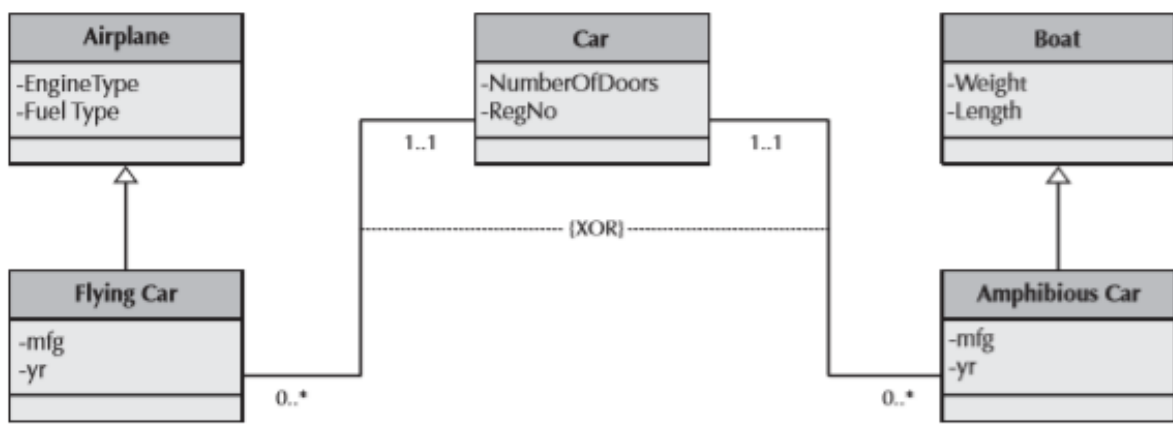 Airplane
-EngineType
-Fuel Type
Car
-NumberOfDoors
-RegNo
Boat
-Weight
-Length
1..1
1..1
{XOR}
Flying Car
-mfg
-yr
Amphibious Car
-mfg
-yr
0..*
0..*